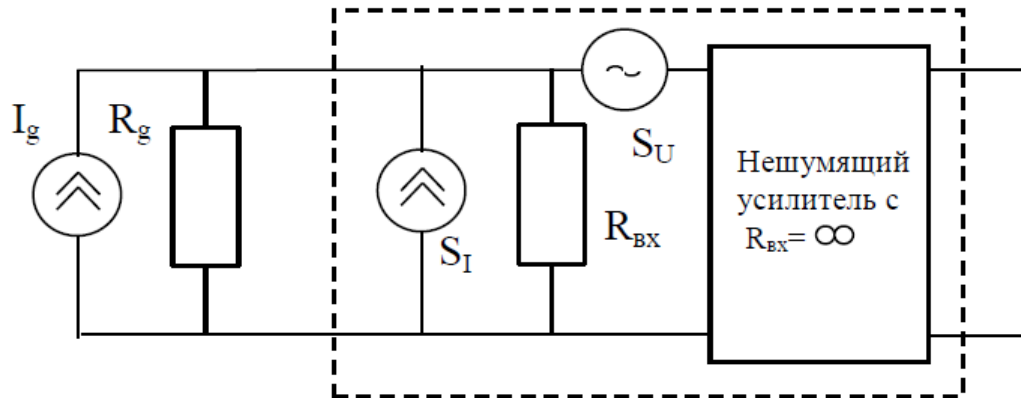 I_g
R_g
S_I
R_вх
S_U
Нешумящий
усилитель с
R_вх= ∞